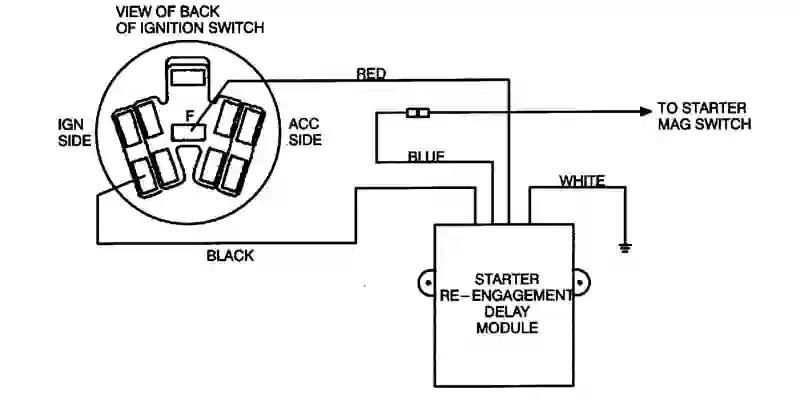 VIEW OF BACK
OF IGNITION SWITCH
RED
F
IGN
SIDE
ACC
SIDE
TO STARTER
MAG SWITCH
BLUE
WHITE
BLACK
STARTER
RE-ENGAGEMENT
DELAY
MODULE